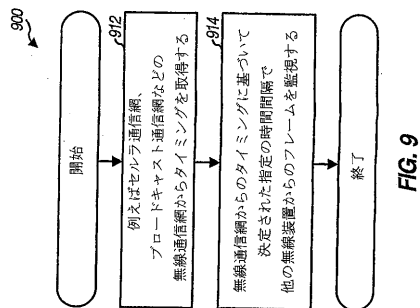 900
開始
912
例えばセルラ通信網、
ブロードキャスト通信網などの
無線通信網からタイミングを取得する
914
無線通信網からのタイミングに基づいて
決定された指定の時間間隔で
他の無線装置からのフレームを監視する
終了
FIG. 9